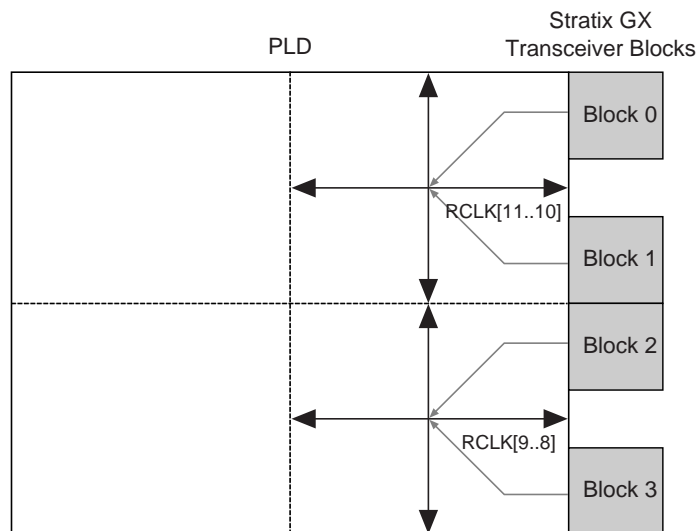 Stratix GX
Transceiver Blocks
PLD
Block 0
RCLK[11..10]
Block 1
Block 2
RCLK[9..8]
Block 3